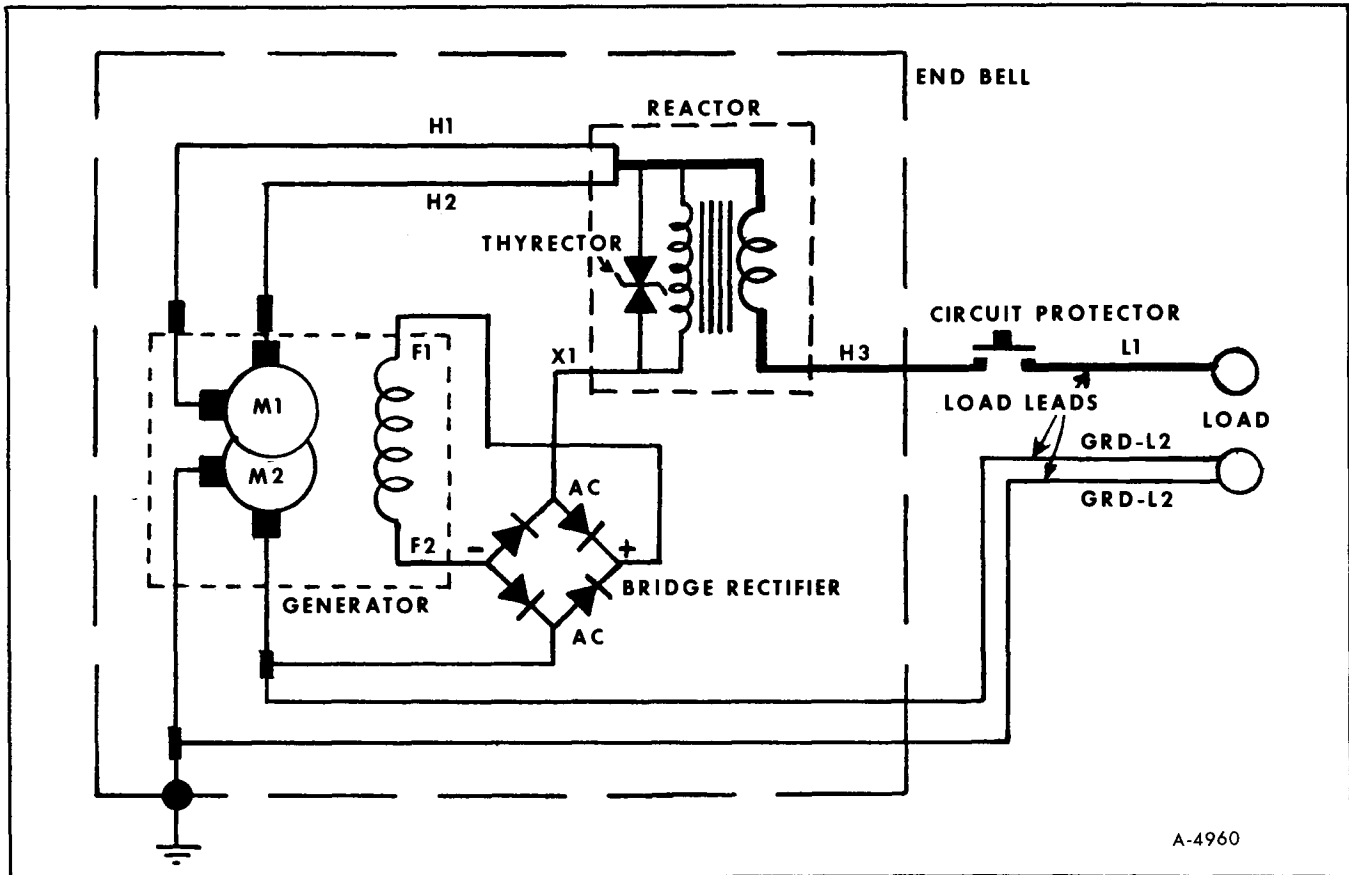 END BELL
REACTOR
H1
H2
THYRECTOR
CIRCUIT PROTECTOR
F1
X1
H3
L1
M1
LOAD LEADS
LOAD
GRD-L2
M2
AC
GRD-L2
F2
-
+
BRIDGE RECTIFIER
GENERATOR
AC
A-4960